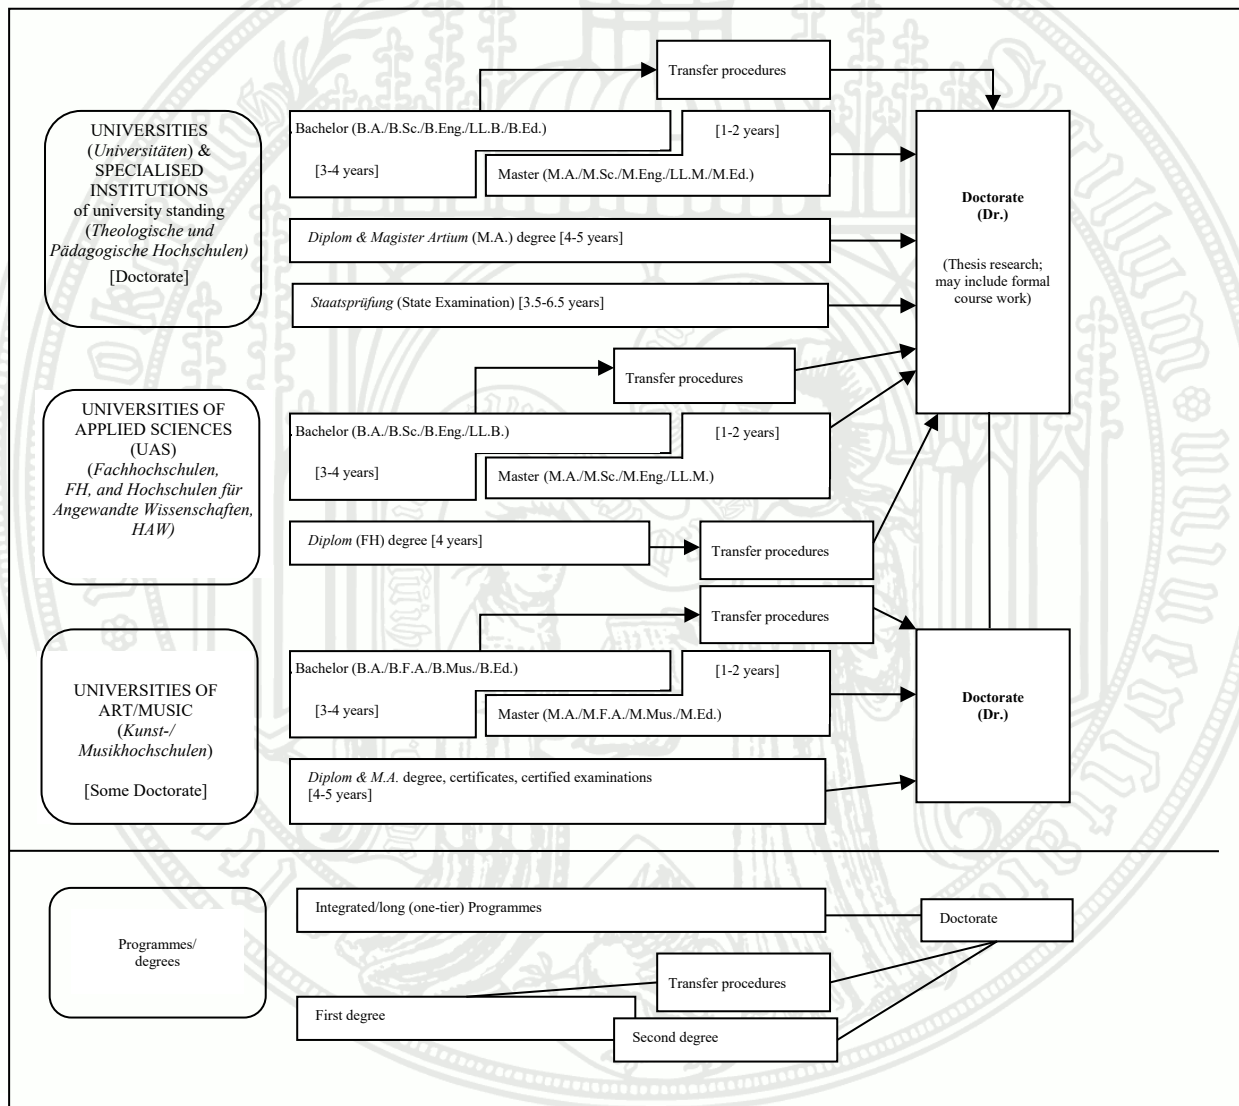 Transfer procedures
UNIVERSITIES
(Universitäten) &
SPECIALISED
INSTITUTIONS
of university standing
(Theologische und
Pädagogische Hochschulen)
[Doctorate]
Bachelor (B.A./B.Sc./B.Eng./LL.B./B.Ed.)
[3-4 years]
[1-2 years]
Master (M.A./M.Sc./M.Eng./LL.M./M.Ed.)
Diplom & Magister Artium (M.A.) degree [4-5 years]
Staatsprüfung (State Examination) [3.5-6.5 years]
Doctorate
(Dr.)
(Thesis research;
may include formal
course work)
Transfer procedures
UNIVERSITIES OF
APPLIED SCIENCES
(UAS)
(Fachhochschulen,
FH, and Hochschulen für
Angewandte Wissenschaften,
HAW)
Bachelor (B.A./B.Sc./B.Eng./LL.B.)
[3-4 years]
[1-2 years]
Master (M.A./M.Sc./M.Eng./LL.M.)
Diplom (FH) degree [4 years]
Transfer procedures
Transfer procedures
UNIVERSITIES OF
ART/MUSIC
(Kunst-/
Musikhochschulen)
[Some Doctorate]
Bachelor (B.A./B.F.A./B.Mus./B.Ed.)
[3-4 years]
[1-2 years]
Master (M.A./M.F.A./M.Mus./M.Ed.)
Diplom & M.A. degree, certificates, certified examinations
[4-5 years]
Doctorate
(Dr.)
Programmes/
degrees
Integrated/long (one-tier) Programmes
Doctorate
Transfer procedures
First degree
Second degree